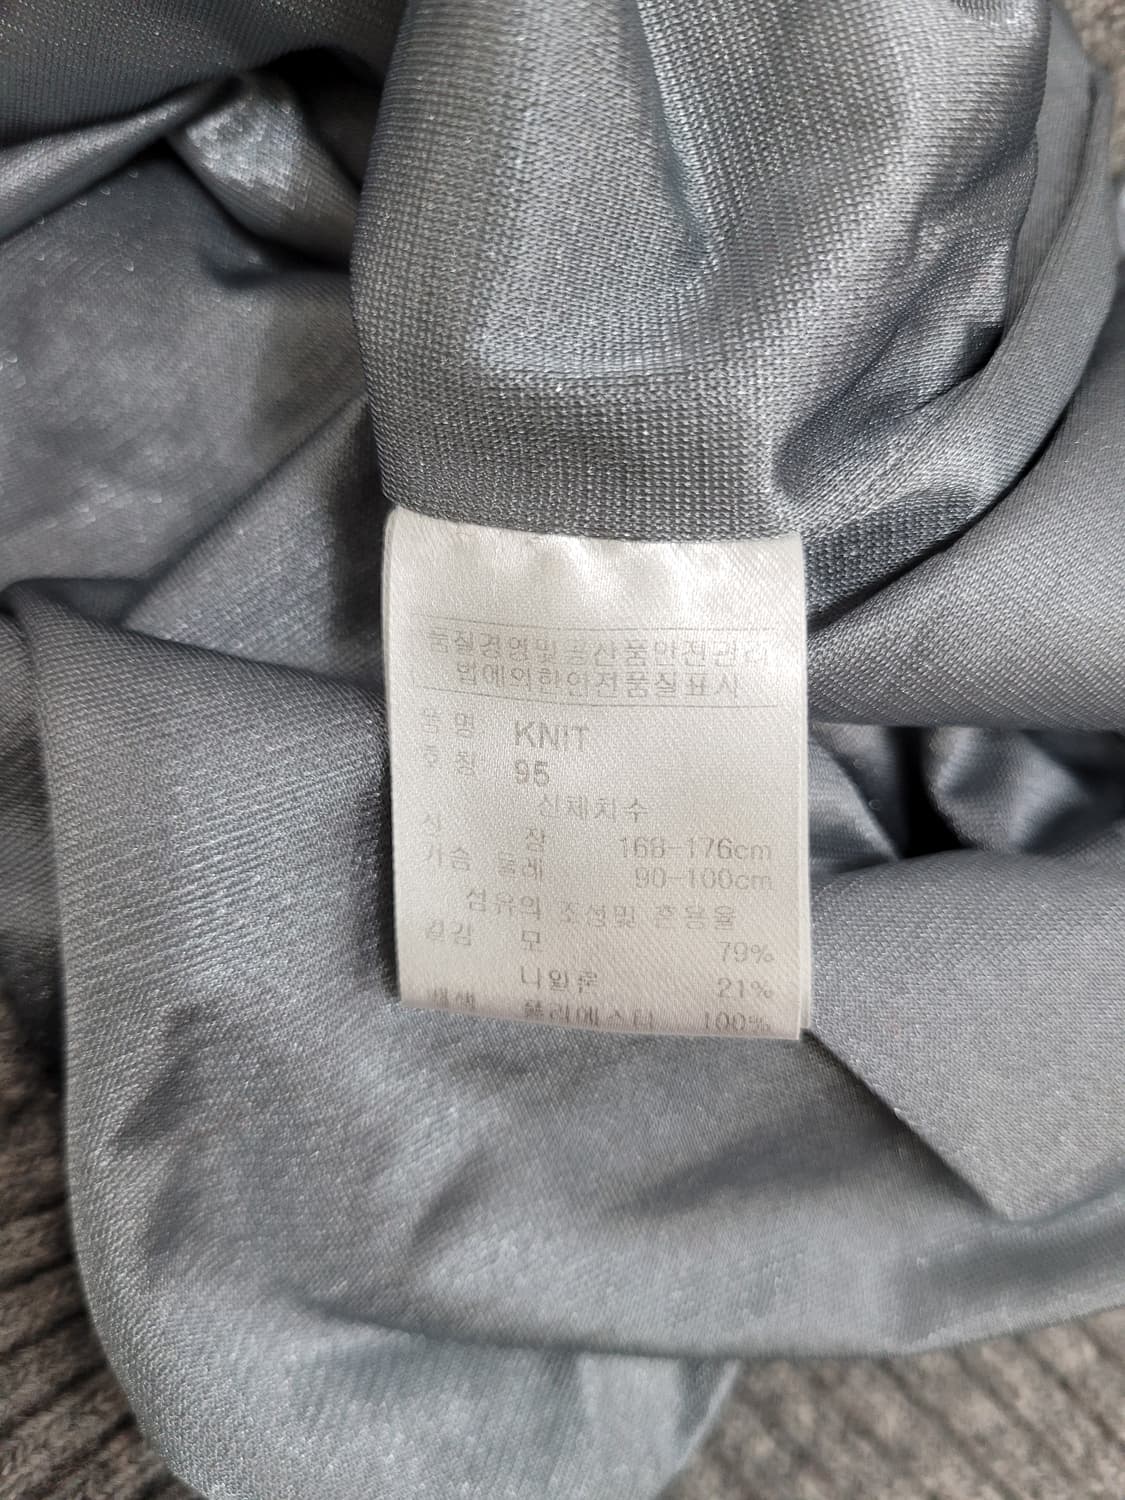 품질경영및 공산품안전관리
법에의한안전품질표시
품 명 KNIT
호 칭 95
신체치수
신 장 168-176cm
가슴 둘레 90-100cm
섬유의 조성및 혼용율
겉감 모 79%
나일론 21%
배색 폴리에스터 100%